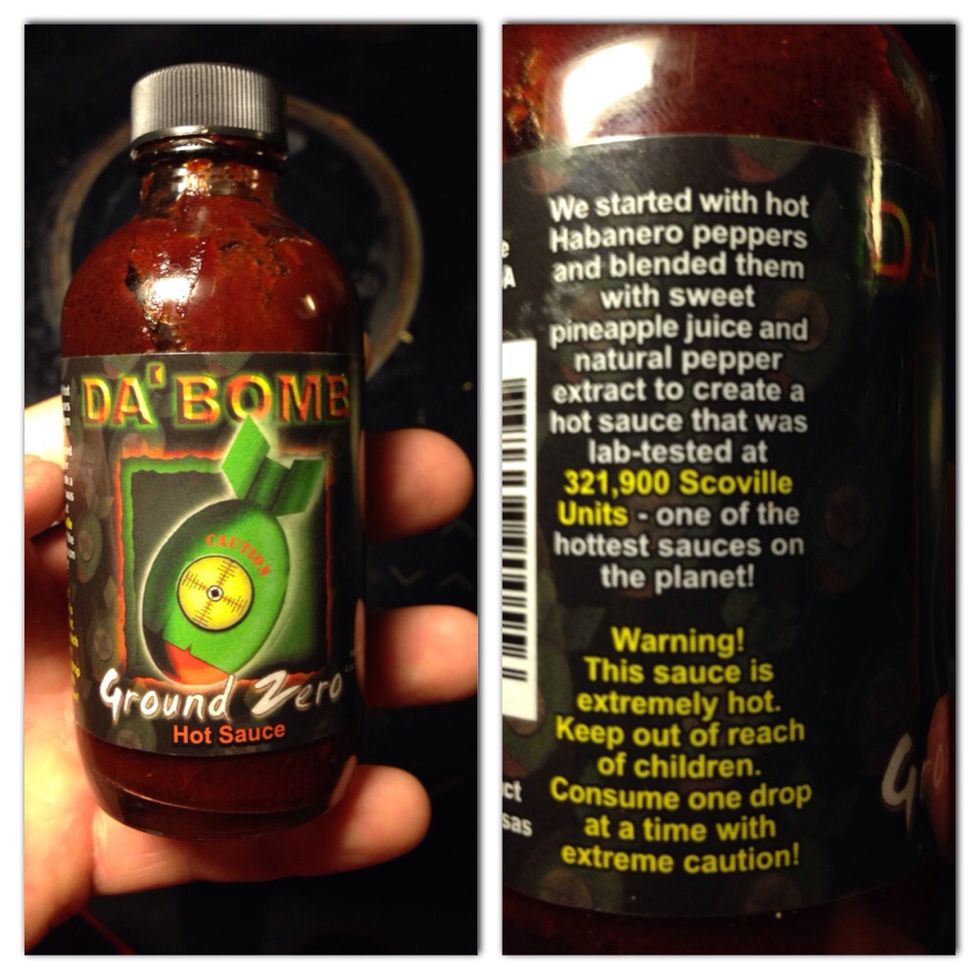 DA'BOMB
CAUTION
Ground Zero
Hot Sauce
We started with hot
Habanero peppers
and blended them
with sweet
pineapple juice and
natural pepper
extract to create a
hot sauce that was
lab-tested at
321,900 Scoville
Units - one of the
hottest sauces on
the planet!
Warning!
This sauce is
extremely hot.
Keep out of reach
of children.
Consume one drop
at a time with
extreme caution!